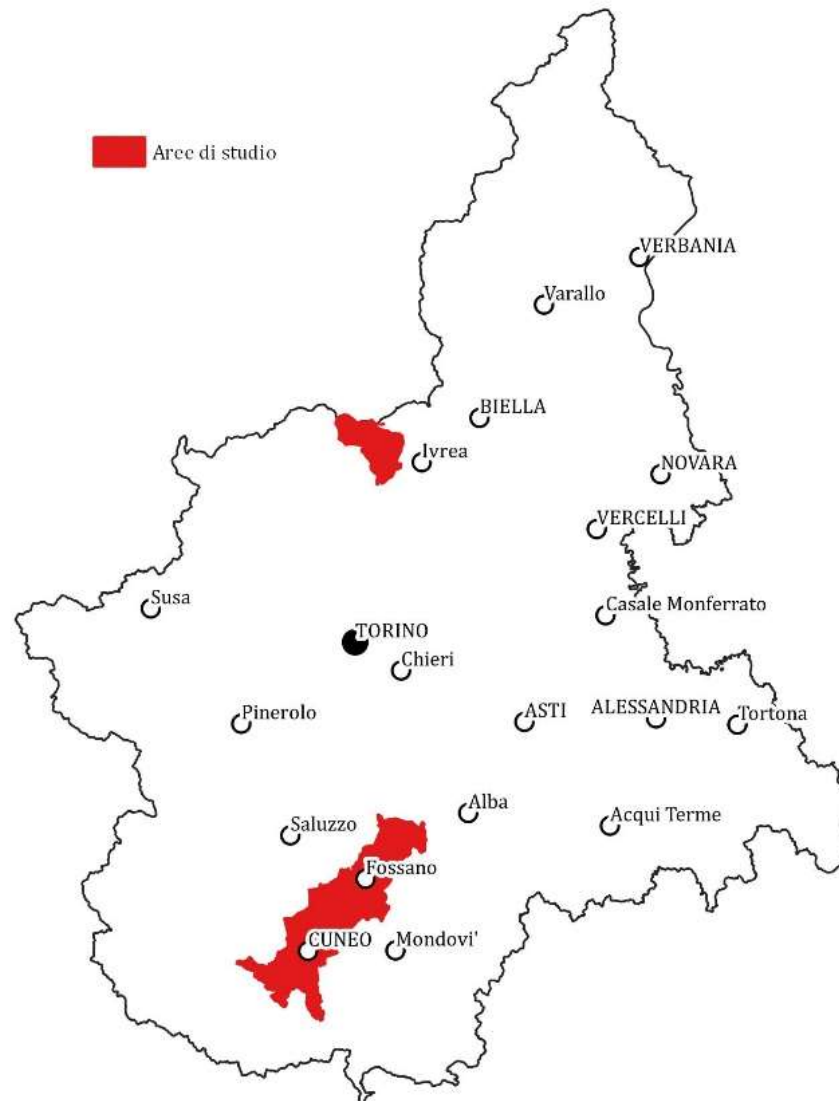 Aree di studio
VERBANIA
Varallo
BIELLA
Ivrea
NOVARA
VERCELLI
Susa
Casale Monferrato
TORINO
Chieri
Pinerolo
ASTI
ALESSANDRIA
Tortona
Alba
Acqui Terme
Saluzzo
Fossano
CUNEO
Mondovi'